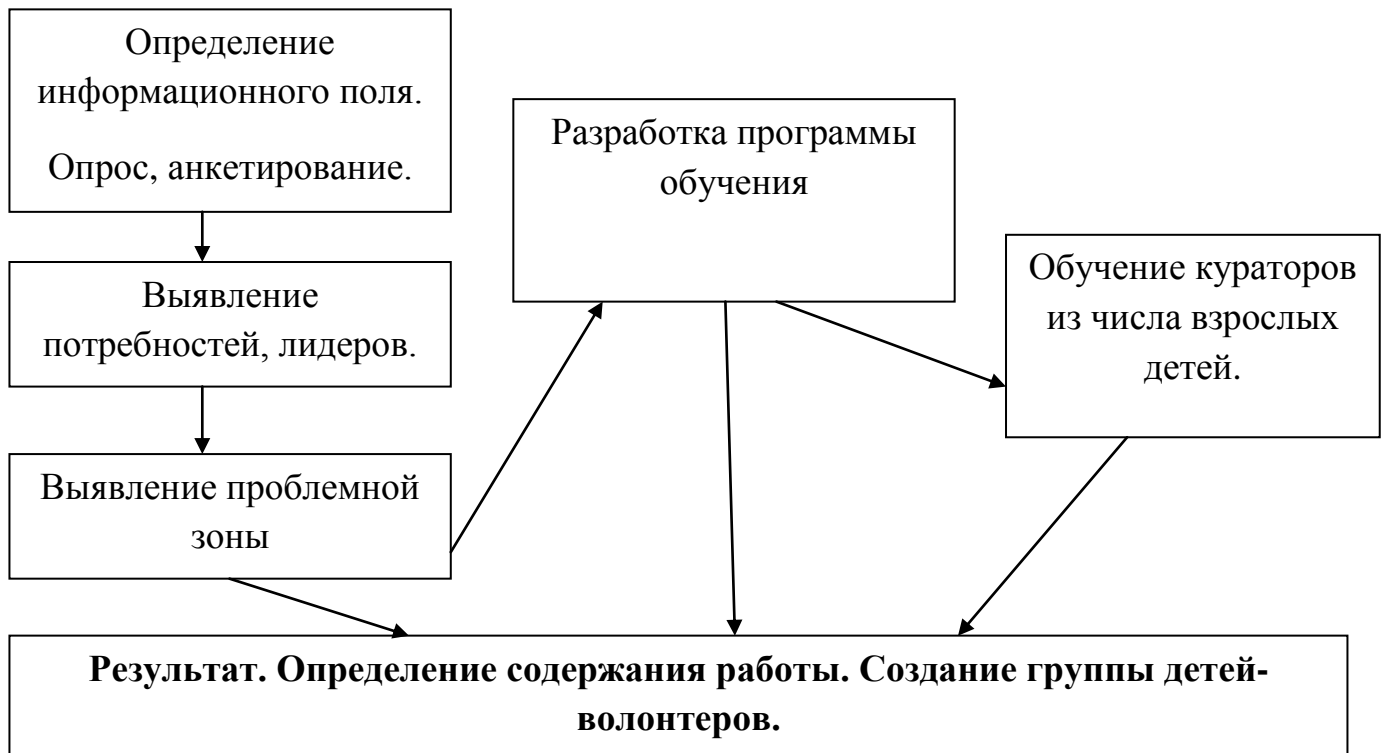 Определение
информационного поля.
Опрос, анкетирование.
Выявление
потребностей, лидеров.
Выявление проблемной
зоны
Разработка программы
обучения
Обучение кураторов
из числа взрослых
детей.
Результат. Определение содержания работы. Создание группы детей-
волонтеров.